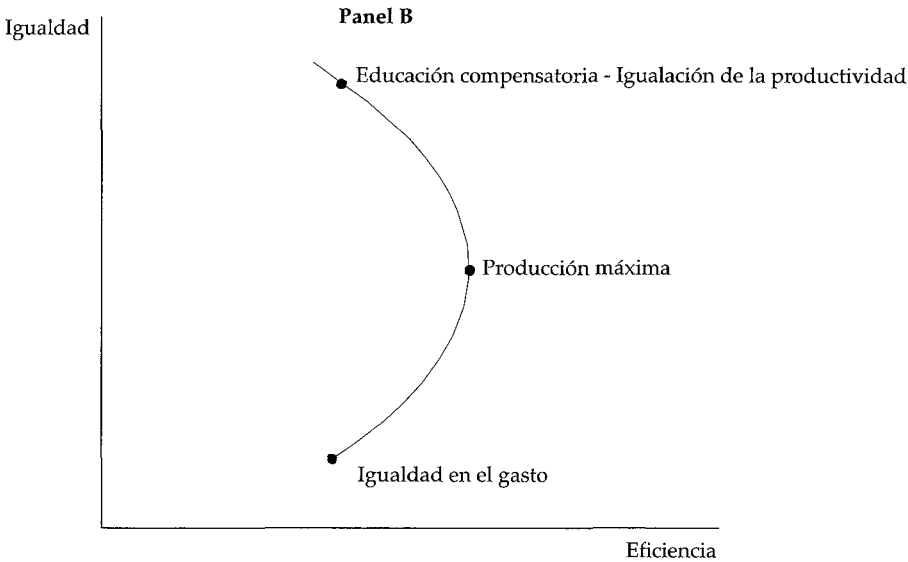 Panel B
Igualdad
Educación compensatoria - Igualación de la productividad
Producción máxima
Igualdad en el gasto
Eficiencia